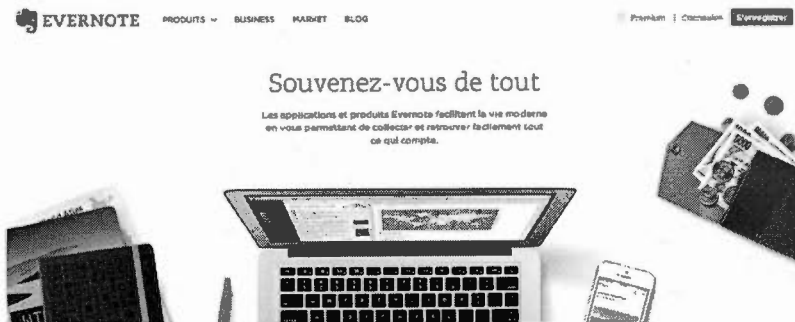 EVERNOTE PRODUITS BUSINESS MARKET BLOG Premium | Connexion S'enregistrer
Souvenez-vous de tout
Les applications et produits Evernote facilitent la vie moderne
en vous permettant de collecter et retrouver facilement tout
ce qui compte.